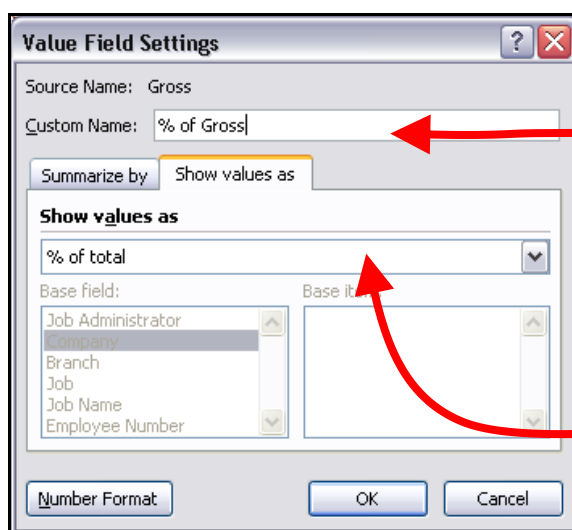 Value Field Settings
Source Name: Gross
Custom Name: % of Gross
Summarize by Show values as
Show values as
% of total
Base field: Base
Job Administrator
Company
Branch
Job
Job Name
Employee Number
Number Format OK Cancel